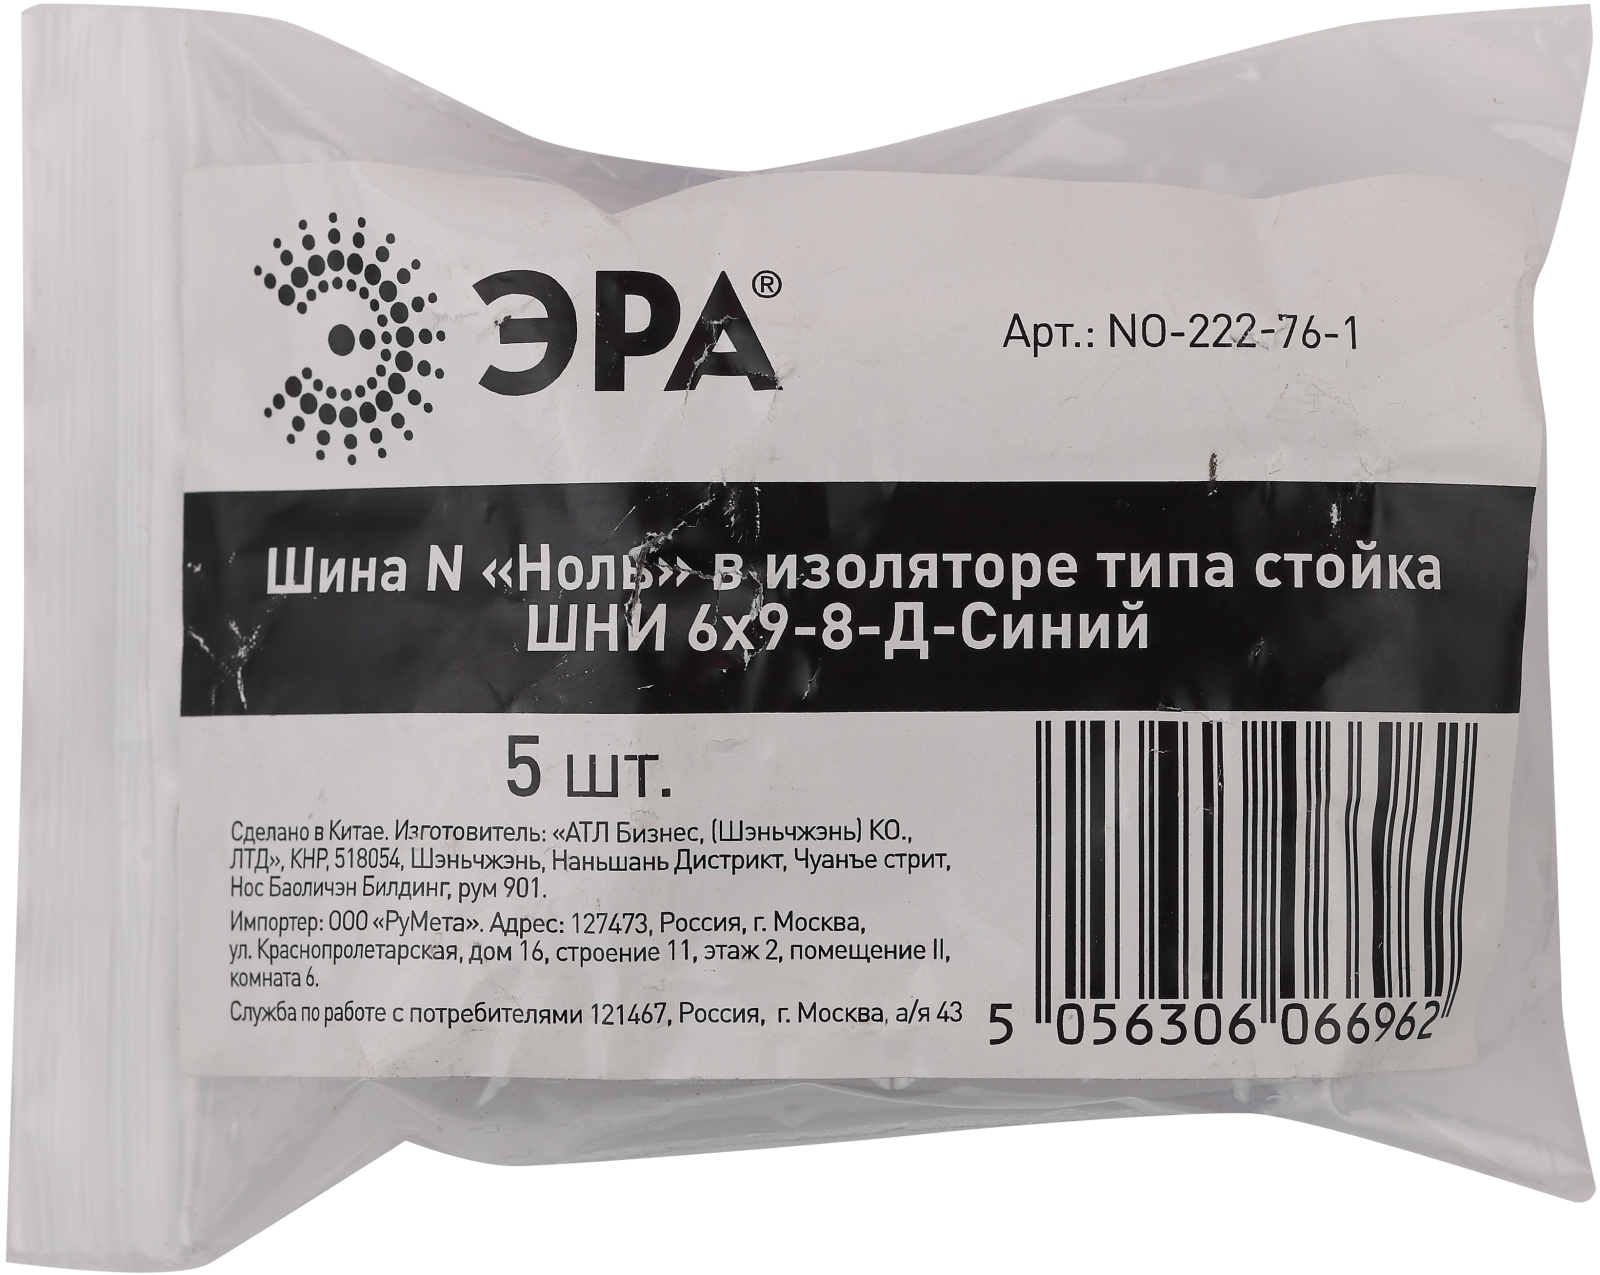 ЭРА®
Арт.: NO-222-76-1
Шина N «Ноль» в изоляторе типа стойка
ШНИ 6х9-8-Д-Синий
5 шт.
Сделано в Китае. Изготовитель: «АТЛ Бизнес, (Шэньчжэнь) КО.,
ЛТД», КНР, 518054, Шэньчжэнь, Наньшань Дистрикт, Чуанъе стрит,
Нос Баоличэн Билдинг, рум 901.
Импортер: ООО «РуМета». Адрес: 127473, Россия, г. Москва,
ул. Краснопролетарская, дом 16, строение 11, этаж 2, помещение II,
комната 6.
Служба по работе с потребителями 121467, Россия, г. Москва, а/я 43
5 056306 066962